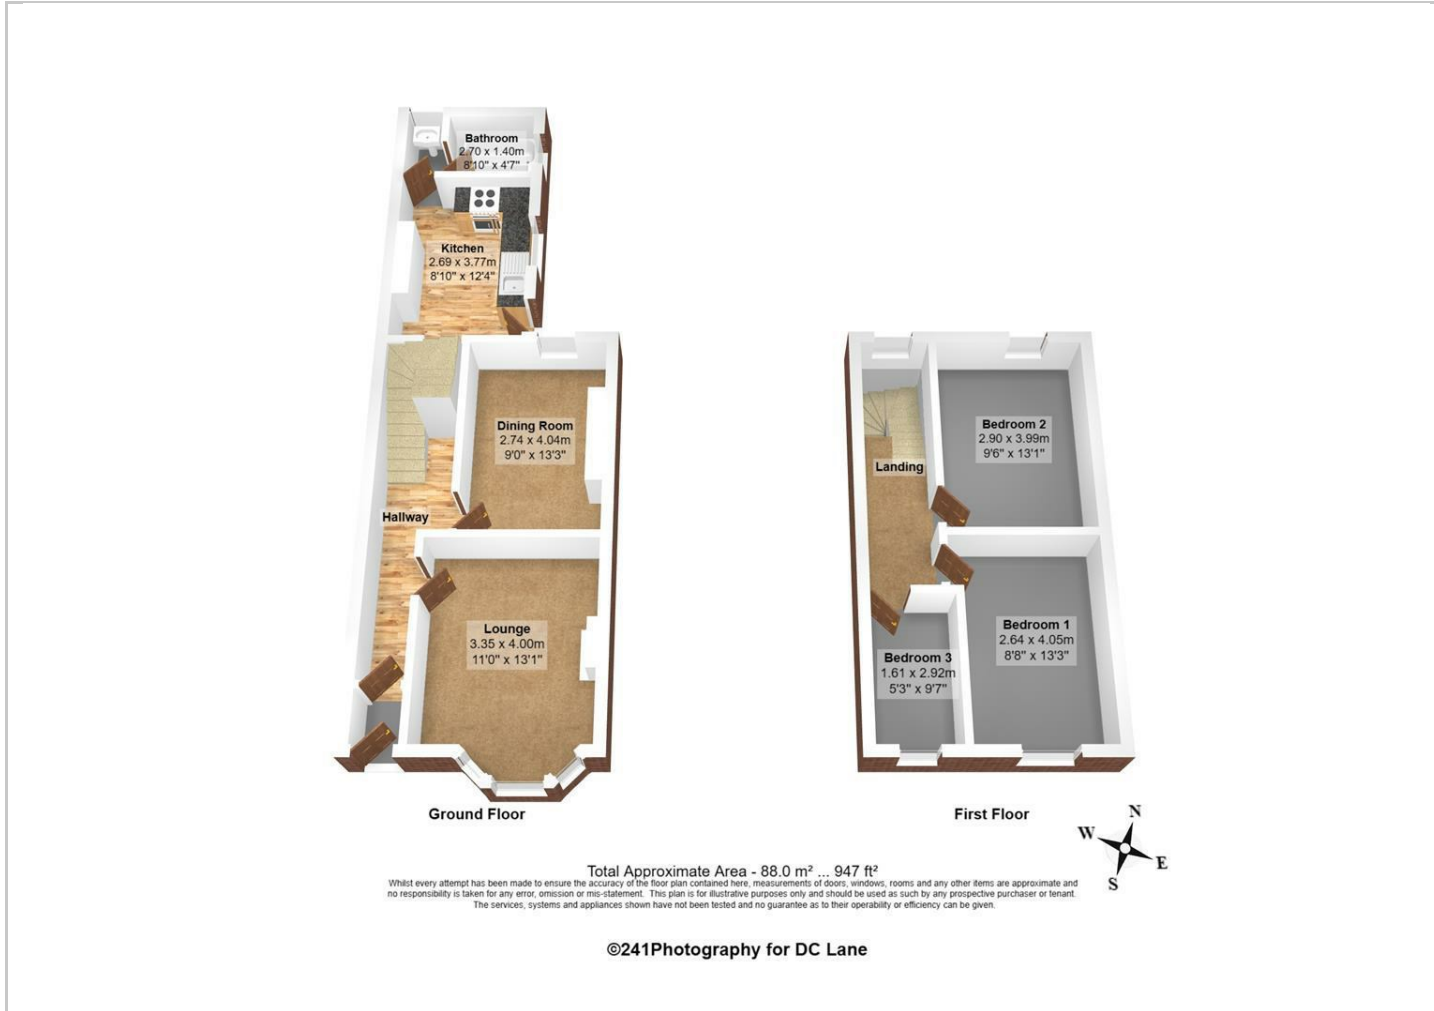 Bathroom
2.70 x 1.40m
8'10" x 4'7"
Kitchen
2.69 x 3.77m
8'10" x 12'4"
Dining Room
2.74 x 4.04m
9'0" x 13'3"
Hallway
Lounge
3.35 x 4.00m
11'0" x 13'1"
Ground Floor
Bedroom 2
2.90 x 3.99m
9'6" x 13'1"
Landing
Bedroom 1
2.64 x 4.05m
8'8" x 13'3"
Bedroom 3
1.61 x 2.92m
5'3" x 9'7"
First Floor
N
W
E
S
Total Approximate Area - 88.0 m² ... 947 ft²
Whilst every attempt has been made to ensure the accuracy of the floor plan contained here, measurements of doors, windows, rooms and any other items are approximate and
no responsibility is taken for any error, omission or mis-statement. This plan is for illustrative purposes only and should be used as such by any prospective purchaser or tenant.
The services, systems and appliances shown have not been tested and no guarantee as to their operability or efficiency can be given.
©241Photography for DC Lane